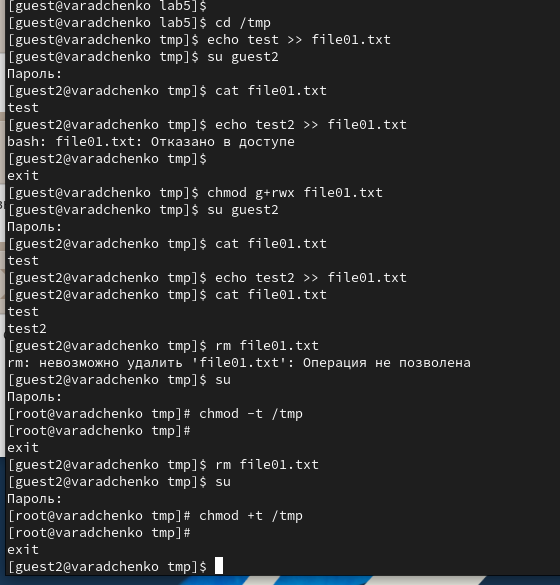 [guest@varadchenko lab5]$
[guest@varadchenko lab5]$ cd /tmp
[guest@varadchenko tmp]$ echo test >> file01.txt
[guest@varadchenko tmp]$ su guest2
Пароль:
[guest2@varadchenko tmp]$ cat file01.txt
test
[guest2@varadchenko tmp]$ echo test2 >> file01.txt
bash: file01.txt: Отказано в доступе
[guest2@varadchenko tmp]$
exit
[guest@varadchenko tmp]$ chmod g+rwx file01.txt
[guest@varadchenko tmp]$ su guest2
Пароль:
[guest2@varadchenko tmp]$ cat file01.txt
test
[guest2@varadchenko tmp]$ echo test2 >> file01.txt
[guest2@varadchenko tmp]$ cat file01.txt
test
test2
[guest2@varadchenko tmp]$ rm file01.txt
rm: невозможно удалить 'file01.txt': Операция не позволена
[guest2@varadchenko tmp]$ su
Пароль:
[root@varadchenko tmp]# chmod -t /tmp
[root@varadchenko tmp]#
exit
[guest2@varadchenko tmp]$ rm file01.txt
[guest2@varadchenko tmp]$ su
Пароль:
[root@varadchenko tmp]# chmod +t /tmp
[root@varadchenko tmp]#
exit
[guest2@varadchenko tmp]$